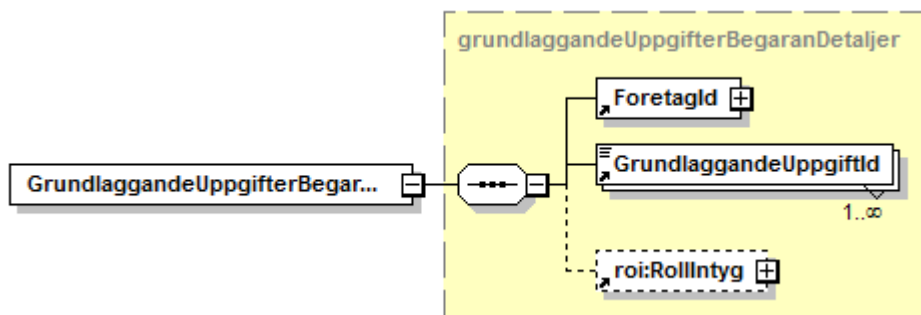 grundlaggandeUppgifterBegaranDetaljer
ForetagId
GrundlaggandeUppgiftId
GrundlaggandeUppgifterBegar...
1..∞
roi:RollIntyg